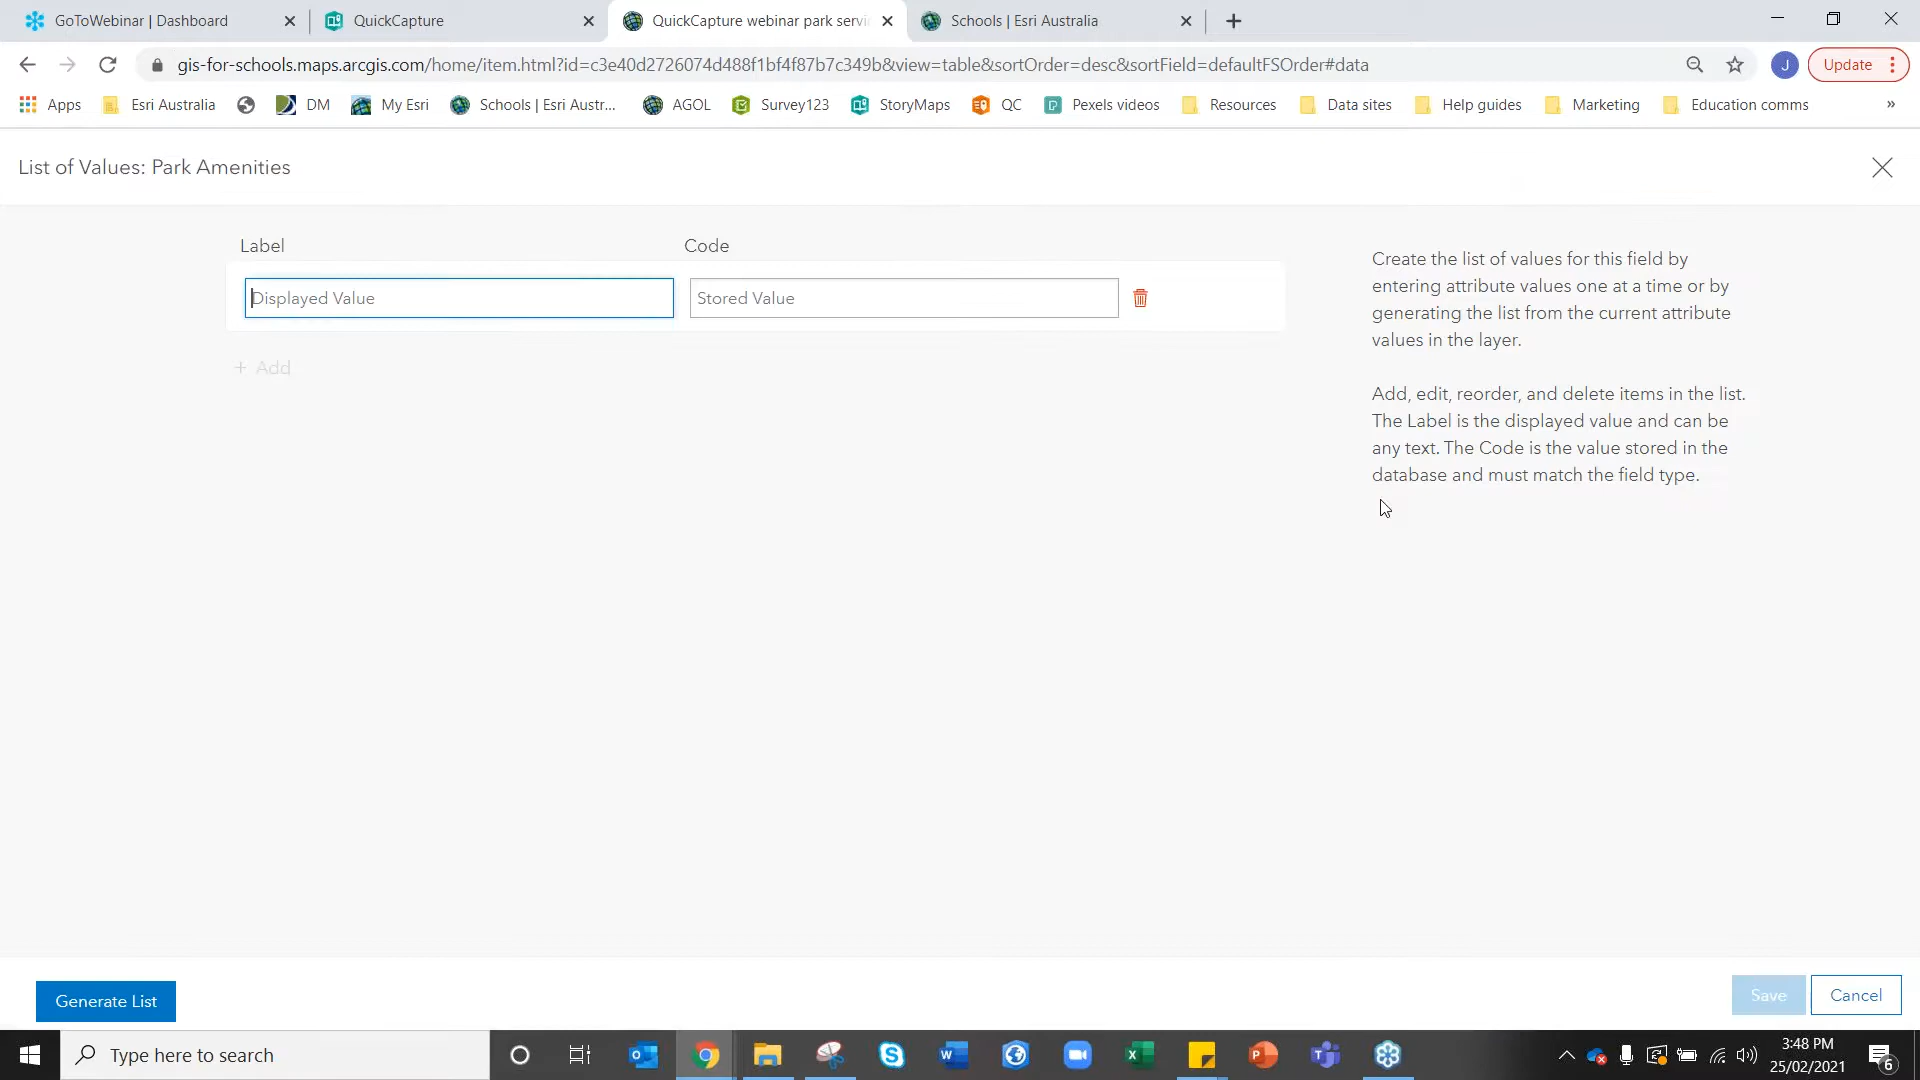 GoToWebinar | Dashboard
QuickCapture
QuickCapture webinar park servi
Schools | Esri Australia
gis-for-schools.maps.arcgis.com/home/item.html?id=c3e40d2726074d488f1bf4f87b7c349b&view=table&sortOrder=desc&sortField=defaultFSOrder#data
J
Update
Apps
Esri Australia
DM
My Esri
Schools | Esri Austr...
AGOL
Survey123
StoryMaps
QC
Pexels videos
Resources
Data sites
Help guides
Marketing
Education comms
»
List of Values: Park Amenities
Label
Code
Displayed Value
Stored Value
+ Add
Create the list of values for this field by
entering attribute values one at a time or by
generating the list from the current attribute
values in the layer.
Add, edit, reorder, and delete items in the list.
The Label is the displayed value and can be
any text. The Code is the value stored in the
database and must match the field type.
Generate List
Save
Cancel
Type here to search
3:48 PM
25/02/2021
6